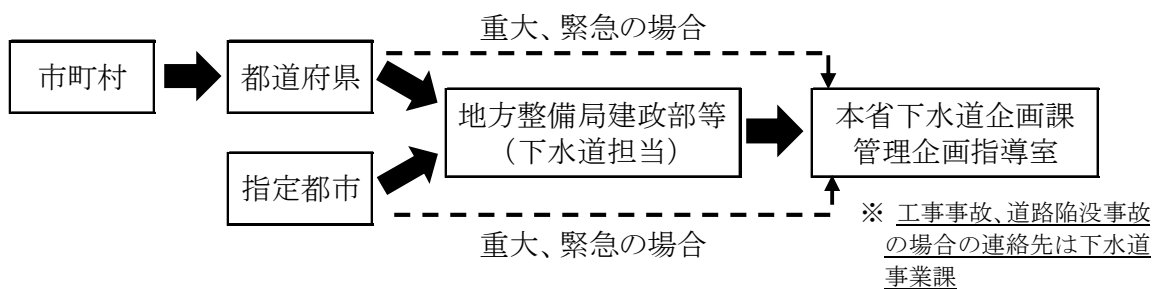 重大、緊急の場合
市町村
都道府県
地方整備局建政部等
（下水道担当）
本省下水道企画課
管理企画指導室
指定都市
重大、緊急の場合
※ 工事事故、道路陥没事故
の場合の連絡先は下水道
事業課